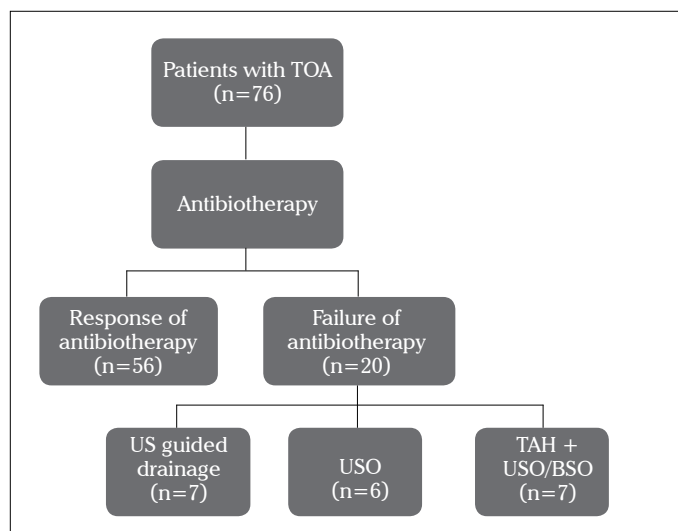 Patients with TOA
(n=76)
Antibiotherapy
Response of
antibiotherapy
(n=56)
Failure of
antibiotherapy
(n=20)
US guided
drainage
(n=7)
USO
(n=6)
TAH +
USO/BSO
(n=7)